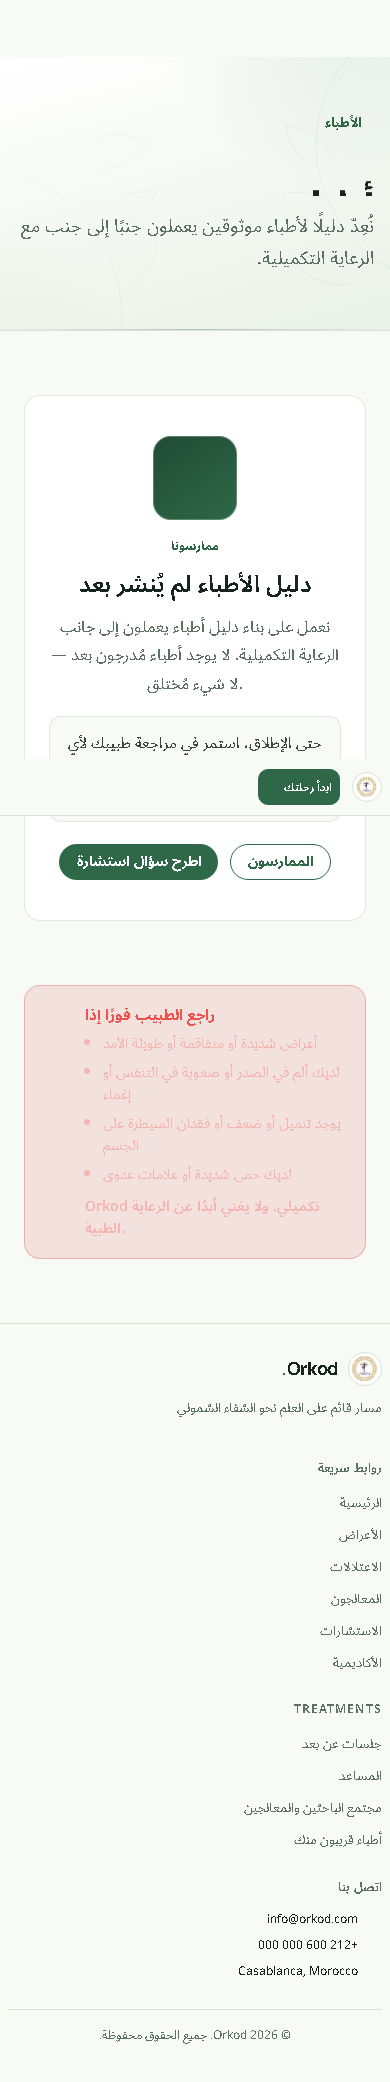 الأطباء
نُعِدّ دليلًا لأطباء موثوقين يعملون جنبًا إلى جنب مع
الرعاية التكميلية.
ممارسونا
دليل الأطباء لم يُنشر بعد
نعمل على بناء دليل أطباء يعملون إلى جانب
الرعاية التكميلية. لا يوجد أطباء مُدرجون بعد —
لا شيء مُختلق.
حتى الإطلاق، استمر في مراجعة طبيبك لأي
ابدأ رحلتك
الممارسون
اطرح سؤال استشارة
راجع الطبيب فورًا إذا
أعراض شديدة أو متفاقمة أو طويلة الأمد
لديك ألم في الصدر أو صعوبة في التنفس أو
إغماء
يوجد تنميل أو ضعف أو فقدان السيطرة على
الجسم
لديك حمى شديدة أو علامات عدوى
Orkod تكميلي. ولا يغني أبدًا عن الرعاية
الطبية.
Orkod.
مسار قائم على العلم نحو الشفاء الشمولي
روابط سريعة
الرئيسية
الأعراض
الاعتلالات
المعالجون
الاستشارات
الأكاديمية
TREATMENTS
جلسات عن بعد
المساعد
مجتمع الباحثين والمعالجين
أطباء قريبون منك
اتصل بنا
info@orkod.com
+212 600 000 000
Casablanca, Morocco
© 2026 Orkod. جميع الحقوق محفوظة.